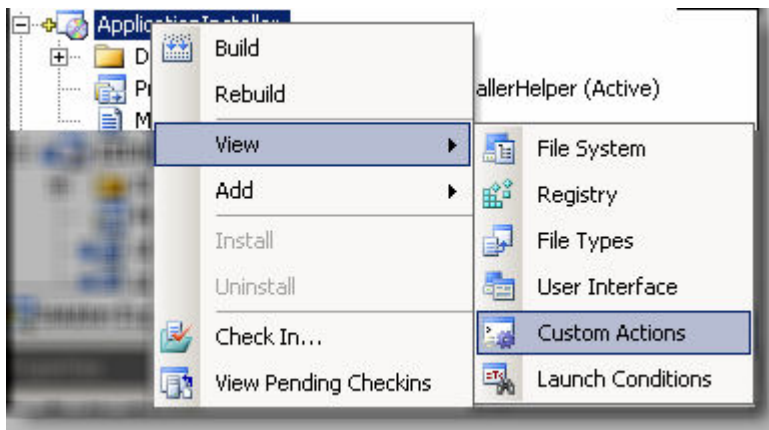 ApplicationInstaller
Build
Rebuild
allerHelper (Active)
View
File System
Add
Registry
Install
File Types
Uninstall
User Interface
Check In...
Custom Actions
View Pending Checkins
Launch Conditions